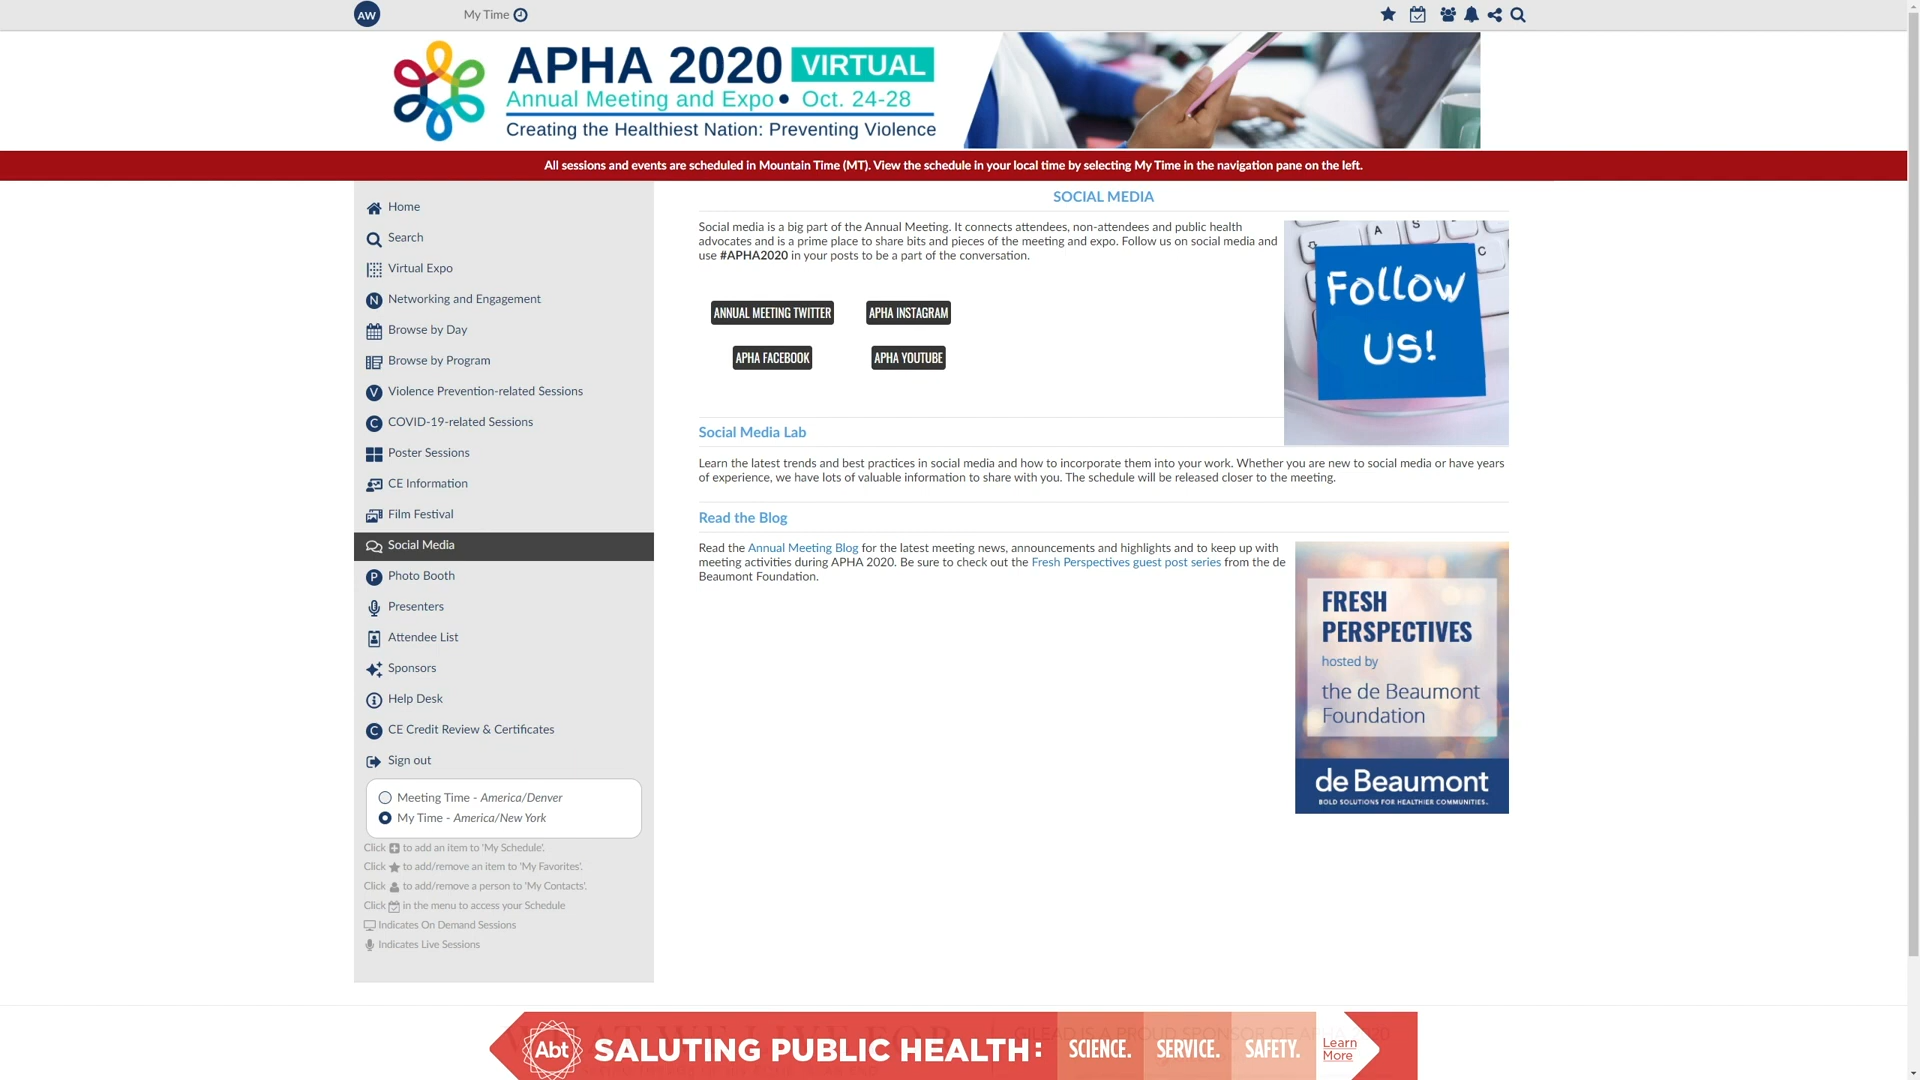 AW
My Time
APHA 2020 VIRTUAL
Annual Meeting and Expo • Oct. 24-28
Creating the Healthiest Nation: Preventing Violence
All sessions and events are scheduled in Mountain Time (MT). View the schedule in your local time by selecting My Time in the navigation pane on the left.
Home
Search
Virtual Expo
N Networking and Engagement
Browse by Day
Browse by Program
V Violence Prevention-related Sessions
C COVID-19-related Sessions
Poster Sessions
CE Information
Film Festival
Social Media
P Photo Booth
Presenters
Attendee List
Sponsors
Help Desk
C CE Credit Review & Certificates
Sign out
Meeting Time - America/Denver
My Time - America/New York
Click to add an item to 'My Schedule'.
Click to add/remove an item to 'My Favorites'.
Click to add/remove a person to 'My Contacts'.
Click in the menu to access your Schedule
Indicates On Demand Sessions
Indicates Live Sessions
SOCIAL MEDIA
Social media is a big part of the Annual Meeting. It connects attendees, non-attendees and public health
advocates and is a prime place to share bits and pieces of the meeting and expo. Follow us on social media and
use #APHA2020 in your posts to be a part of the conversation.
ANNUAL MEETING TWITTER
APHA INSTAGRAM
APHA FACEBOOK
APHA YOUTUBE
A S
C
Follow
us!
Social Media Lab
Learn the latest trends and best practices in social media and how to incorporate them into your work. Whether you are new to social media or have years
of experience, we have lots of valuable information to share with you. The schedule will be released closer to the meeting.
Read the Blog
Read the Annual Meeting Blog for the latest meeting news, announcements and highlights and to keep up with
meeting activities during APHA 2020. Be sure to check out the Fresh Perspectives guest post series from the de
Beaumont Foundation.
FRESH
PERSPECTIVES
hosted by
the de Beaumont
Foundation
de Beaumont
BOLD SOLUTIONS FOR HEALTHIER COMMUNITIES.
Abt SALUTING PUBLIC HEALTH: SCIENCE. SERVICE. SAFETY.
Learn
More
GILEAD IS A PROUD SPONSOR OF APHA 2020